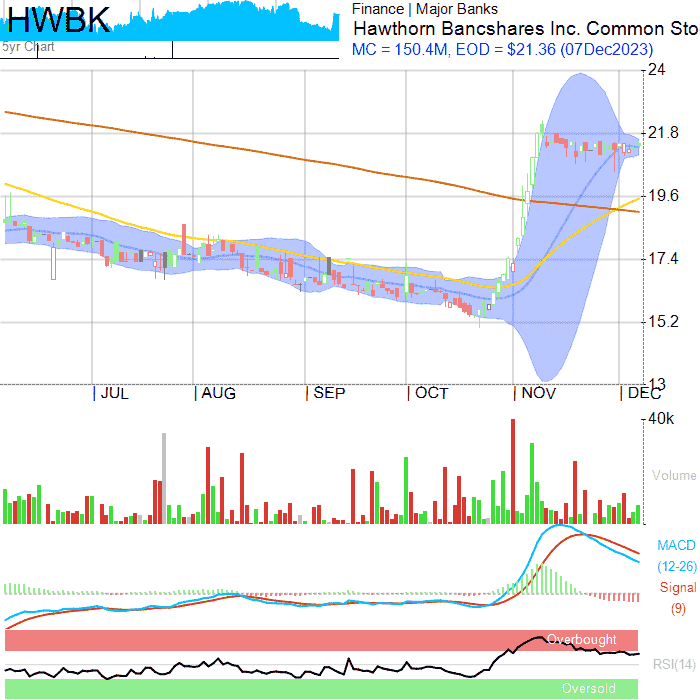 HWBK
5yr Chart
Finance | Major Banks
Hawthorn Bancshares Inc. Common Sto
MC = 150.4M, EOD = $21.36 (07Dec2023)
24
21.8
19.6
17.4
15.2
13
JUL AUG SEP OCT NOV DEC
40k
Volume
MACD
(12-26)
Signal
(9)
Overbought
RSI(14)
Oversold